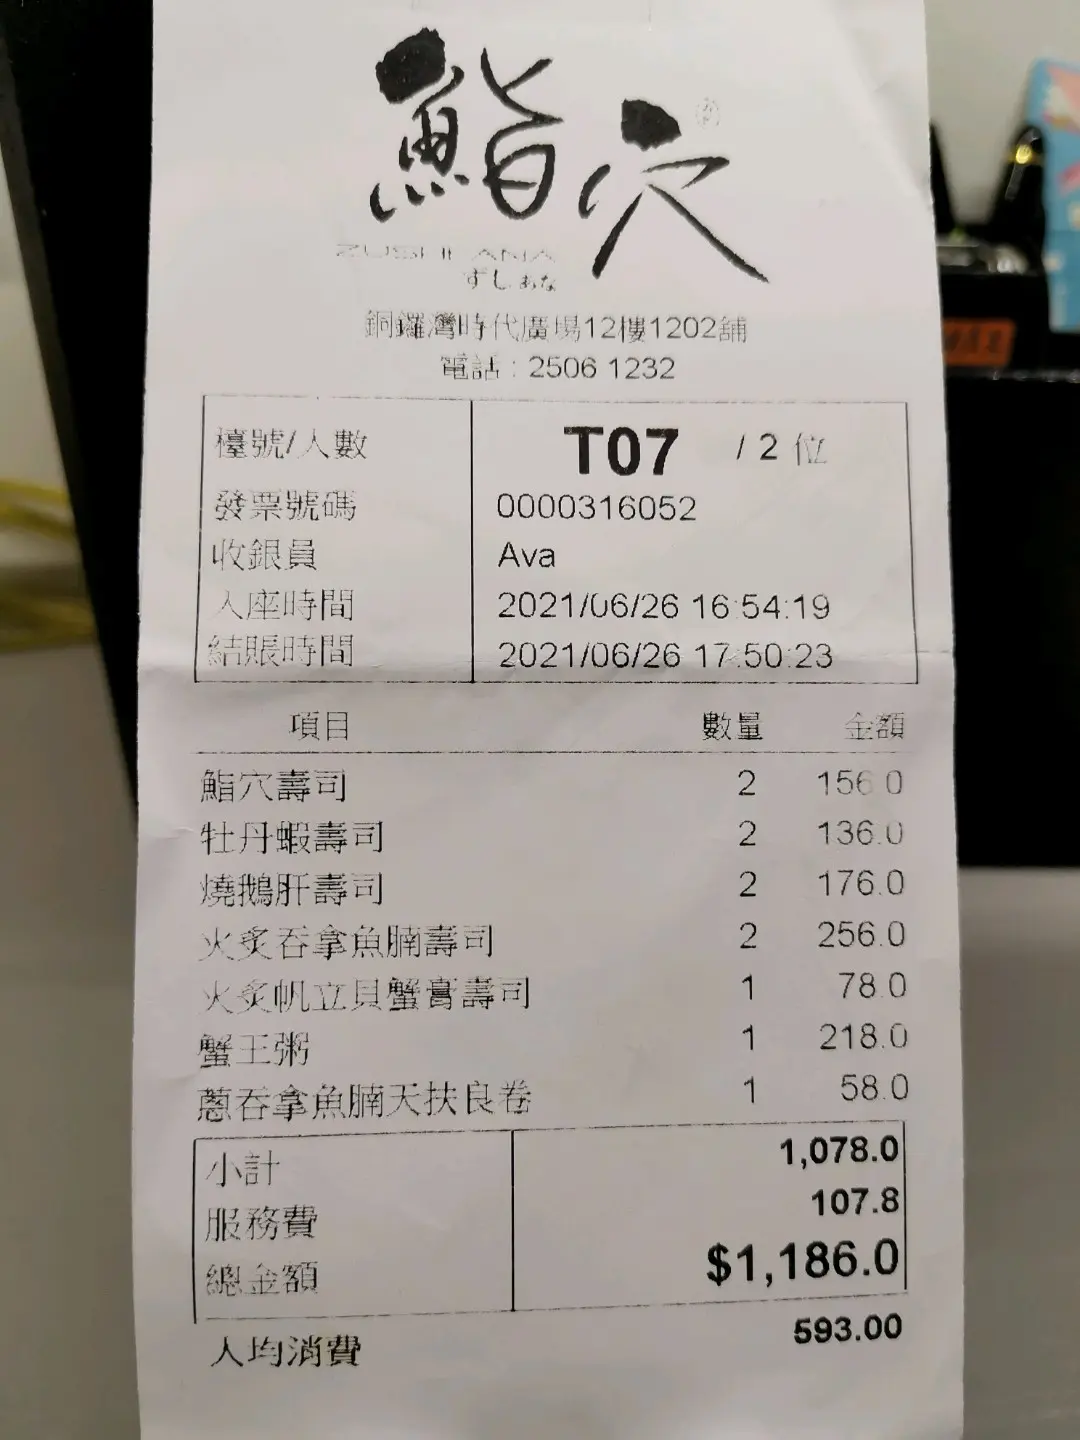 鮨穴
ZUSHI ANA
ずし あな
銅鑼灣時代廣場12樓1202舖
電話 : 2506 1232
檯號/人數 T07 / 2 位
發票號碼 0000316052
收銀員 Ava
入座時間 2021/06/26 16:54:19
結賬時間 2021/06/26 17:50:23
項目 數量 金額
鮨穴壽司 2 156.0
牡丹蝦壽司 2 136.0
燒鵝肝壽司 2 176.0
火炙吞拿魚腩壽司 2 256.0
火炙帆立貝蟹膏壽司 1 78.0
蟹王粥 1 218.0
蔥吞拿魚腩天扶良卷 1 58.0
小計 1,078.0
服務費 107.8
總金額 $1,186.0
人均消費 593.00